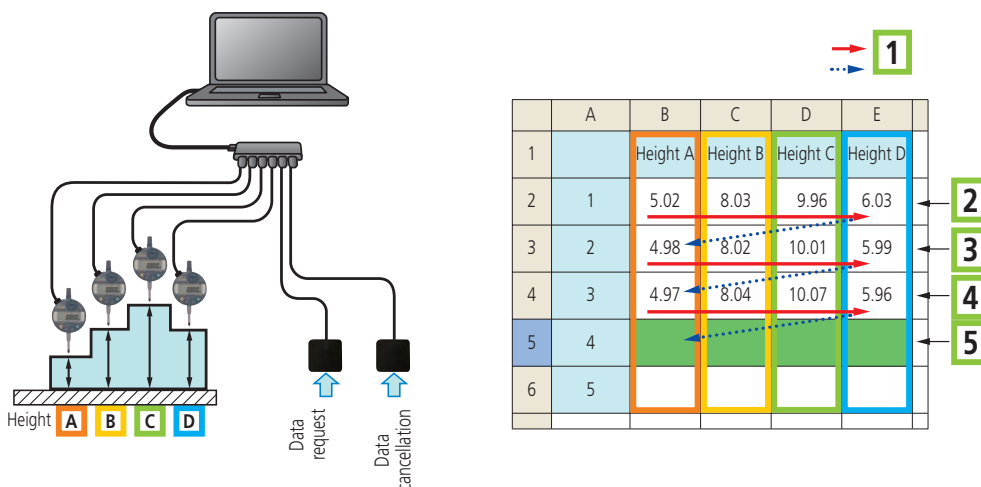 1
A B C D E
1 Height A Height B Height C Height D
2 1 5.02 8.03 9.96 6.03 2
3 2 4.98 8.02 10.01 5.99 3
4 3 4.97 8.04 10.07 5.96 4
5 4 5
6 5
Height A B C D
Data
request
Data
cancellation